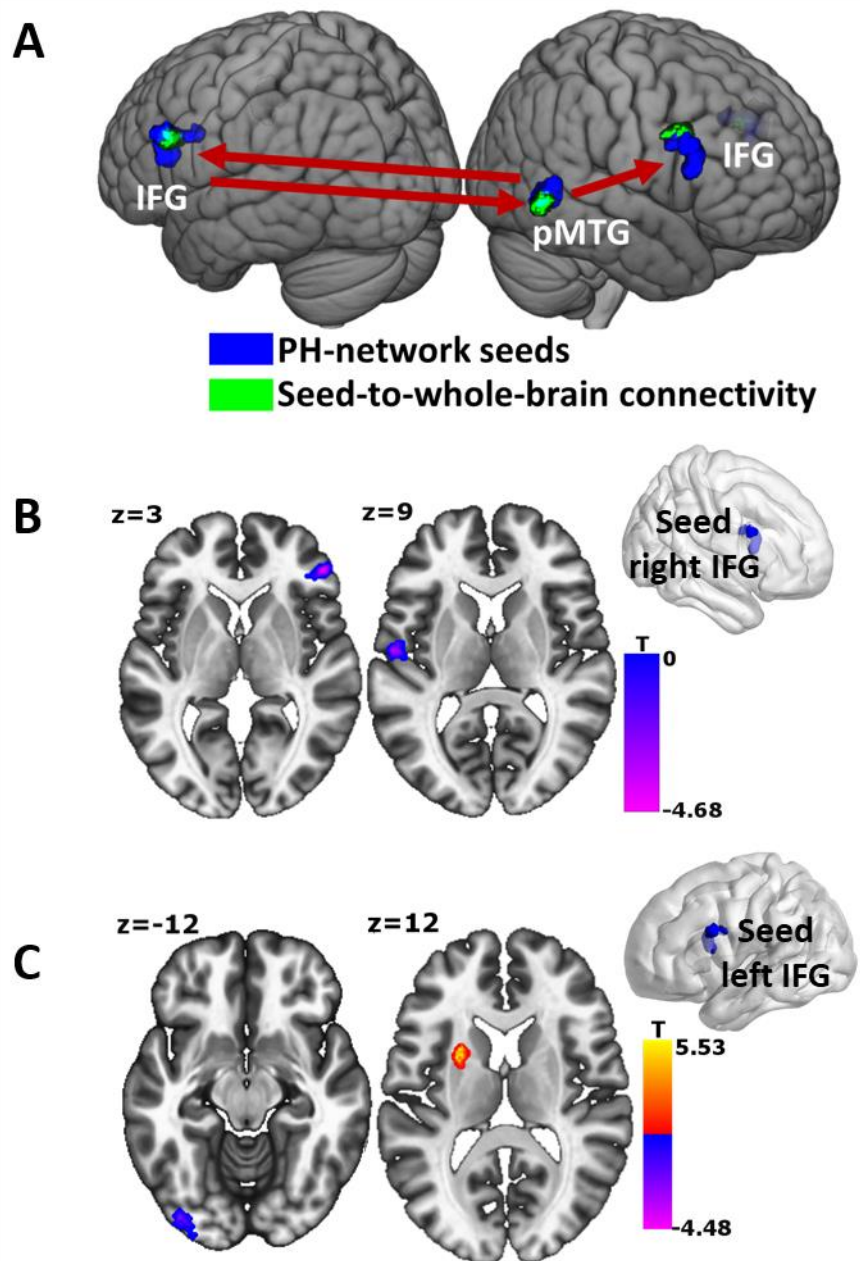 A
IFG
IFG
pMTG
PH-network seeds
Seed-to-whole-brain connectivity
B
z=3
z=9
Seed
right IFG
T
0
-4.68
C
z=-12
z=12
Seed
left IFG
T
5.53
-4.48